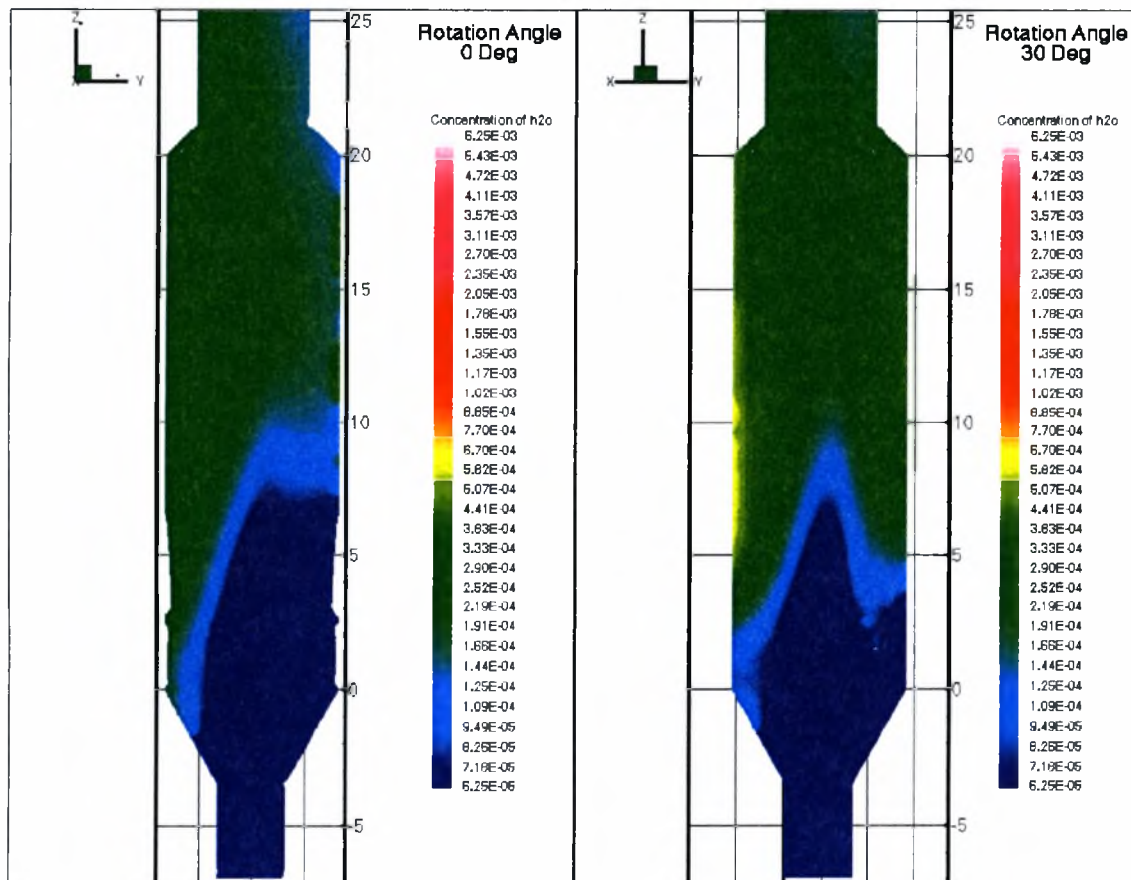 Z
X
Y
25
20
15
10
5
0
-5
Rotation Angle
0 Deg
Concentration of h2o
6.25E-03
5.43E-03
4.72E-03
4.11E-03
3.57E-03
3.11E-03
2.70E-03
2.35E-03
2.05E-03
1.78E-03
1.55E-03
1.35E-03
1.17E-03
1.02E-03
8.85E-04
7.70E-04
6.70E-04
5.82E-04
5.07E-04
4.41E-04
3.83E-04
3.33E-04
2.90E-04
2.52E-04
2.19E-04
1.91E-04
1.66E-04
1.44E-04
1.25E-04
1.09E-04
9.49E-05
8.25E-05
7.18E-05
6.25E-05
Z
X
Y
25
20
15
10
5
0
-5
Rotation Angle
30 Deg
Concentration of h2o
6.25E-03
5.43E-03
4.72E-03
4.11E-03
3.57E-03
3.11E-03
2.70E-03
2.35E-03
2.05E-03
1.78E-03
1.55E-03
1.35E-03
1.17E-03
1.02E-03
8.85E-04
7.70E-04
6.70E-04
5.82E-04
5.07E-04
4.41E-04
3.83E-04
3.33E-04
2.90E-04
2.52E-04
2.19E-04
1.91E-04
1.66E-04
1.44E-04
1.25E-04
1.09E-04
9.49E-05
8.25E-05
7.18E-05
6.25E-05